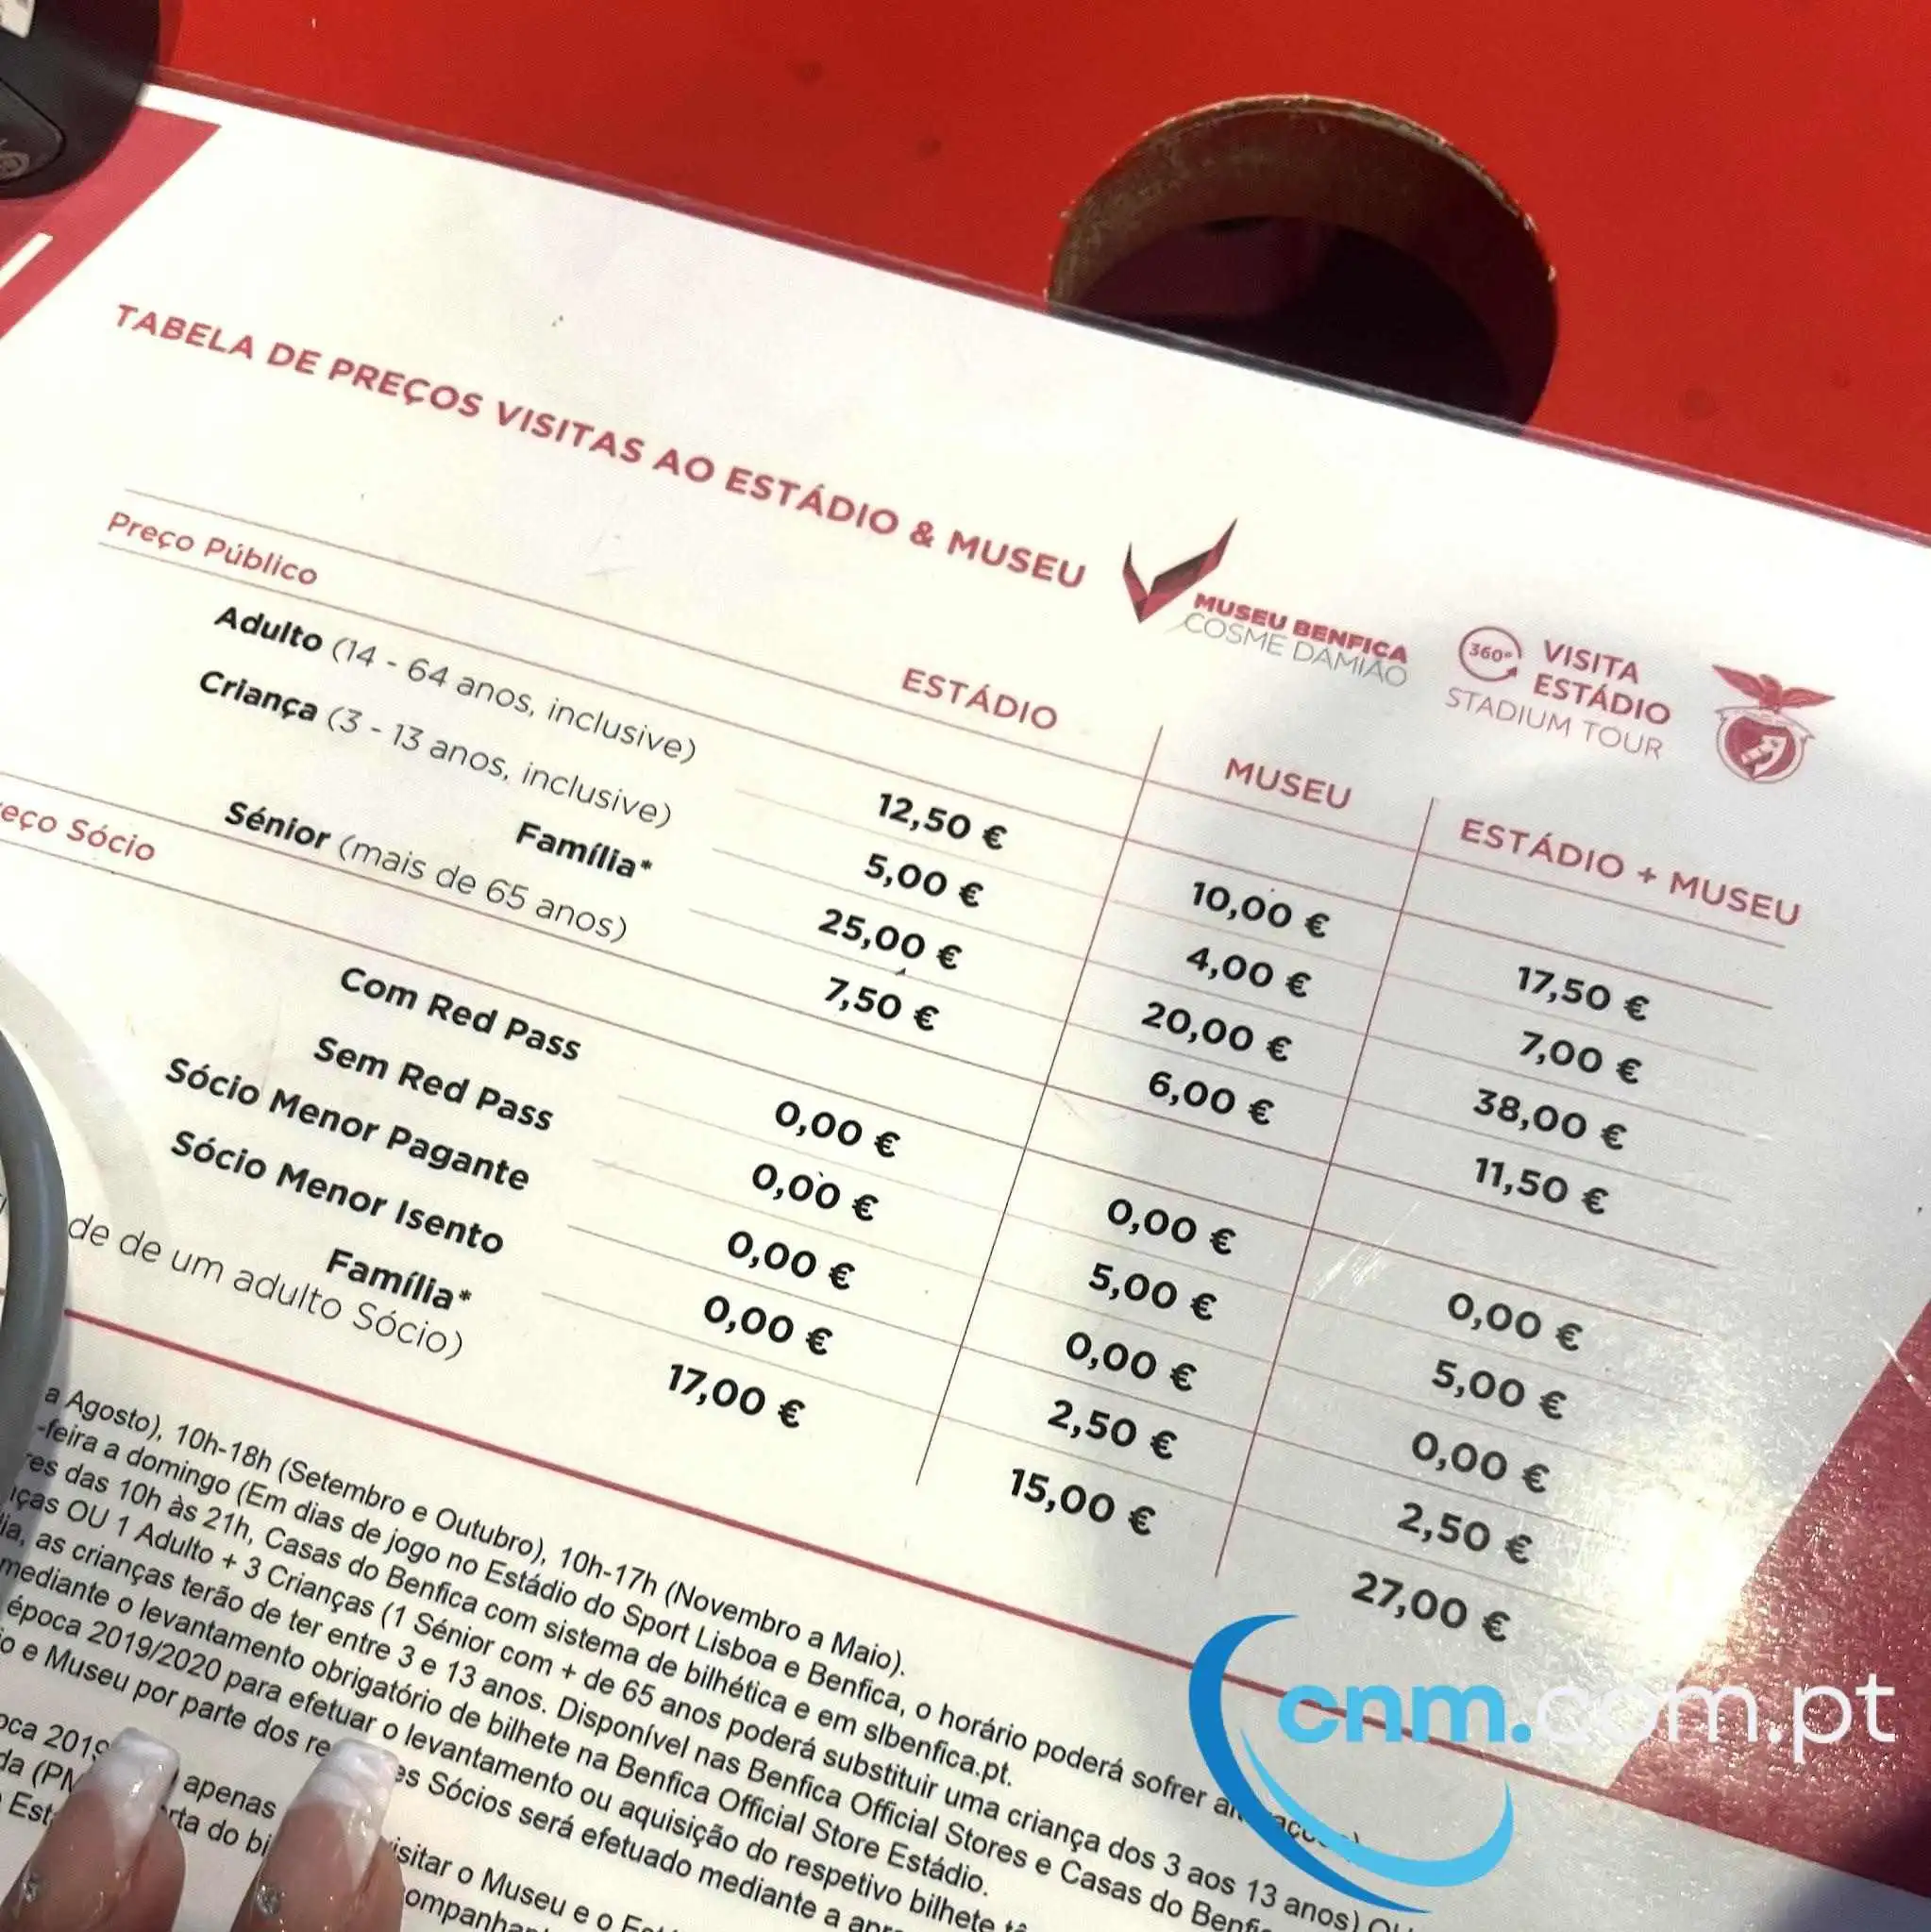 TABELA DE PREÇOS VISITAS AO ESTÁDIO & MUSEU
MUSEU BENFICA
COSME DAMIÃO
360º
VISITA
ESTÁDIO
STADIUM TOUR
Preço Público
ESTÁDIO
MUSEU
ESTÁDIO + MUSEU
Adulto (14 - 64 anos, inclusive) 12,50 € 10,00 € 17,50 €
Criança (3 - 13 anos, inclusive) 5,00 € 4,00 € 7,00 €
Família* 25,00 € 20,00 € 38,00 €
Sénior (mais de 65 anos) 7,50 € 6,00 € 11,50 €
eço Sócio
Com Red Pass 0,00 € 0,00 € 0,00 €
Sem Red Pass 0,00 € 5,00 € 5,00 €
Sócio Menor Pagante 0,00 € 0,00 € 0,00 €
Sócio Menor Isento 0,00 € 2,50 € 2,50 €
Família* 17,00 € 15,00 € 27,00 €
de de um adulto Sócio)
a Agosto), 10h-18h (Setembro e Outubro), 10h-17h (Novembro a Maio).
-feira a domingo (Em dias de jogo no Estádio do Sport Lisboa e Benfica, o horário poderá sofrer
res das 10h às 21h, Casas do Benfica com sistema de bilhética e em slbenfica.pt.
ças OU 1 Adulto + 3 Crianças (1 Sénior com + de 65 anos poderá substituir uma criança dos 3 aos 13 anos)
as crianças terão de ter entre 3 e 13 anos. Disponível nas Benfica Official Stores e Casas do
mediante o levantamento obrigatório de bilhete na Benfica Official Store Estádio.
época 2019/2020 para efetuar o levantamento ou aquisição do respetivo bilhete
o e Museu por parte dos Sócios será efetuado mediante a
oca 2019 apenas visitar o Museu e o
da do
cnm.com.pt